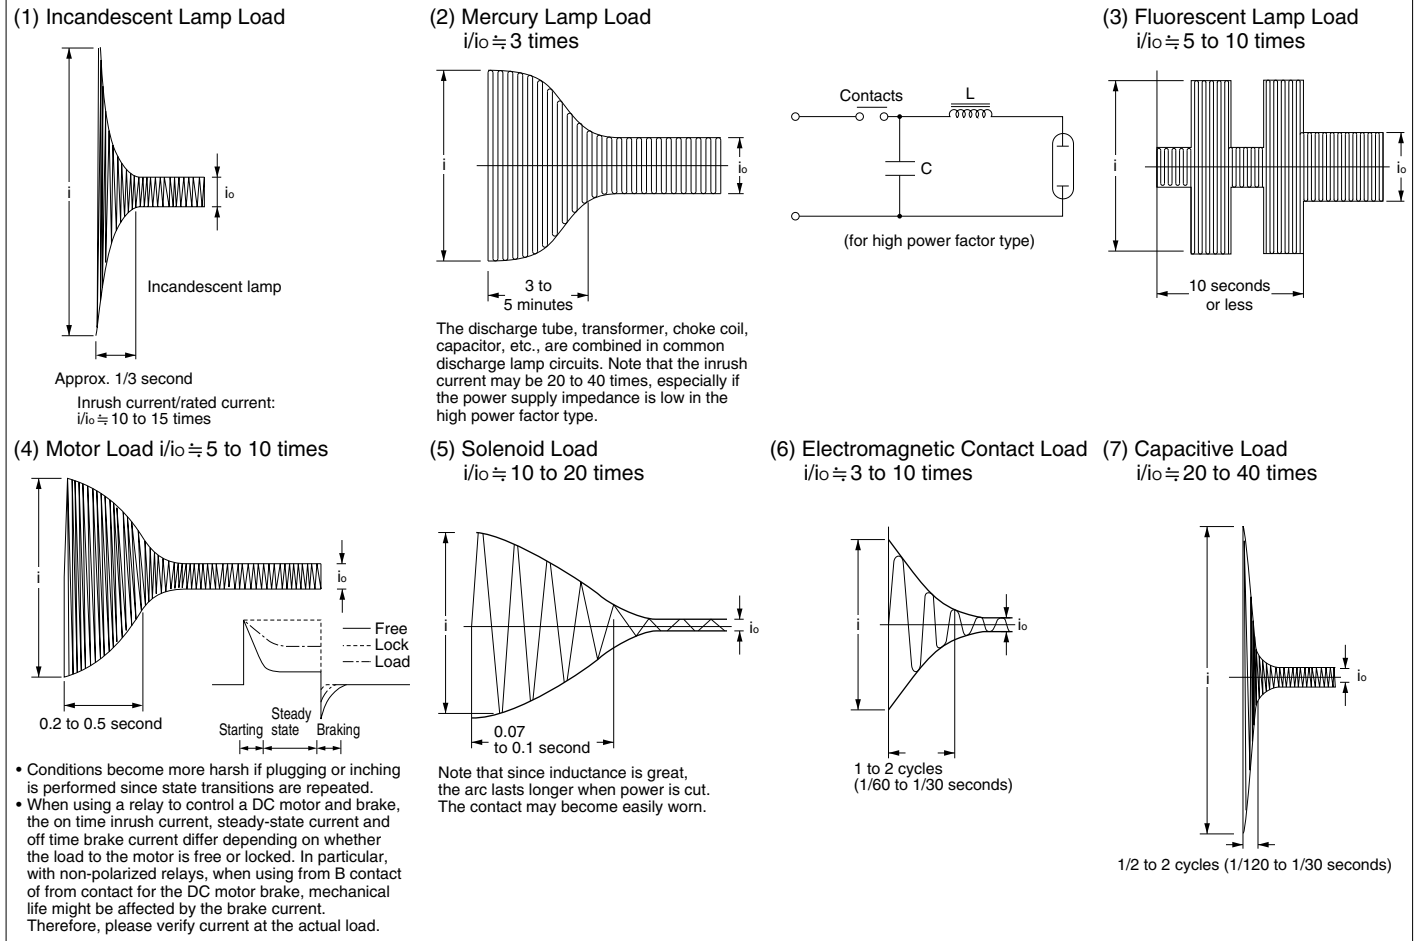 (1) Incandescent Lamp Load
i
io
Incandescent lamp
Approx. 1/3 second
Inrush current/rated current:
i/io≒10 to 15 times
(2) Mercury Lamp Load
i/io≒3 times
i
io
3 to
5 minutes
The discharge tube, transformer, choke coil,
capacitor, etc., are combined in common
discharge lamp circuits. Note that the inrush
current may be 20 to 40 times, especially if
the power supply impedance is low in the
high power factor type.
Contacts
L
C
(for high power factor type)
(3) Fluorescent Lamp Load
i/io≒5 to 10 times
i
io
10 seconds
or less
(4) Motor Load i/io≒5 to 10 times
i
io
Free
Lock
Load
0.2 to 0.5 second
Steady
Starting state Braking
• Conditions become more harsh if plugging or inching
is performed since state transitions are repeated.
• When using a relay to control a DC motor and brake,
the on time inrush current, steady-state current and
off time brake current differ depending on whether
the load to the motor is free or locked. In particular,
with non-polarized relays, when using from B contact
of from contact for the DC motor brake, mechanical
life might be affected by the brake current.
Therefore, please verify current at the actual load.
(5) Solenoid Load
i/io≒10 to 20 times
i
io
0.07
to 0.1 second
Note that since inductance is great,
the arc lasts longer when power is cut.
The contact may become easily worn.
(6) Electromagnetic Contact Load
i/io≒3 to 10 times
i
io
1 to 2 cycles
(1/60 to 1/30 seconds)
(7) Capacitive Load
i/io≒20 to 40 times
i
io
1/2 to 2 cycles (1/120 to 1/30 seconds)